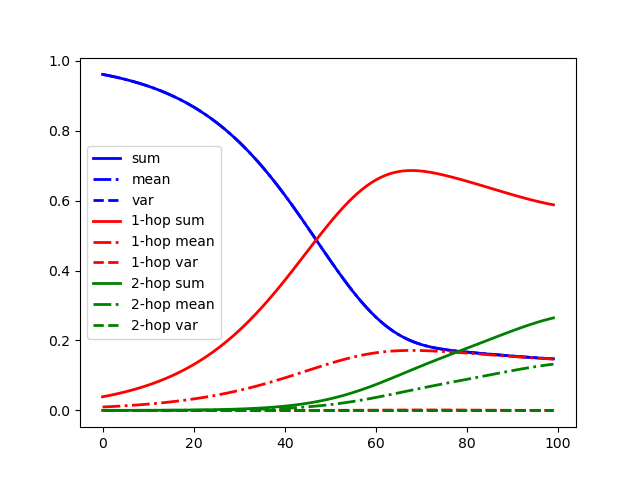 1.0
0.8
0.6
0.4
0.2
0.0
sum
mean
var
1-hop sum
1-hop mean
1-hop var
2-hop sum
2-hop mean
2-hop var
0 20 40 60 80 100